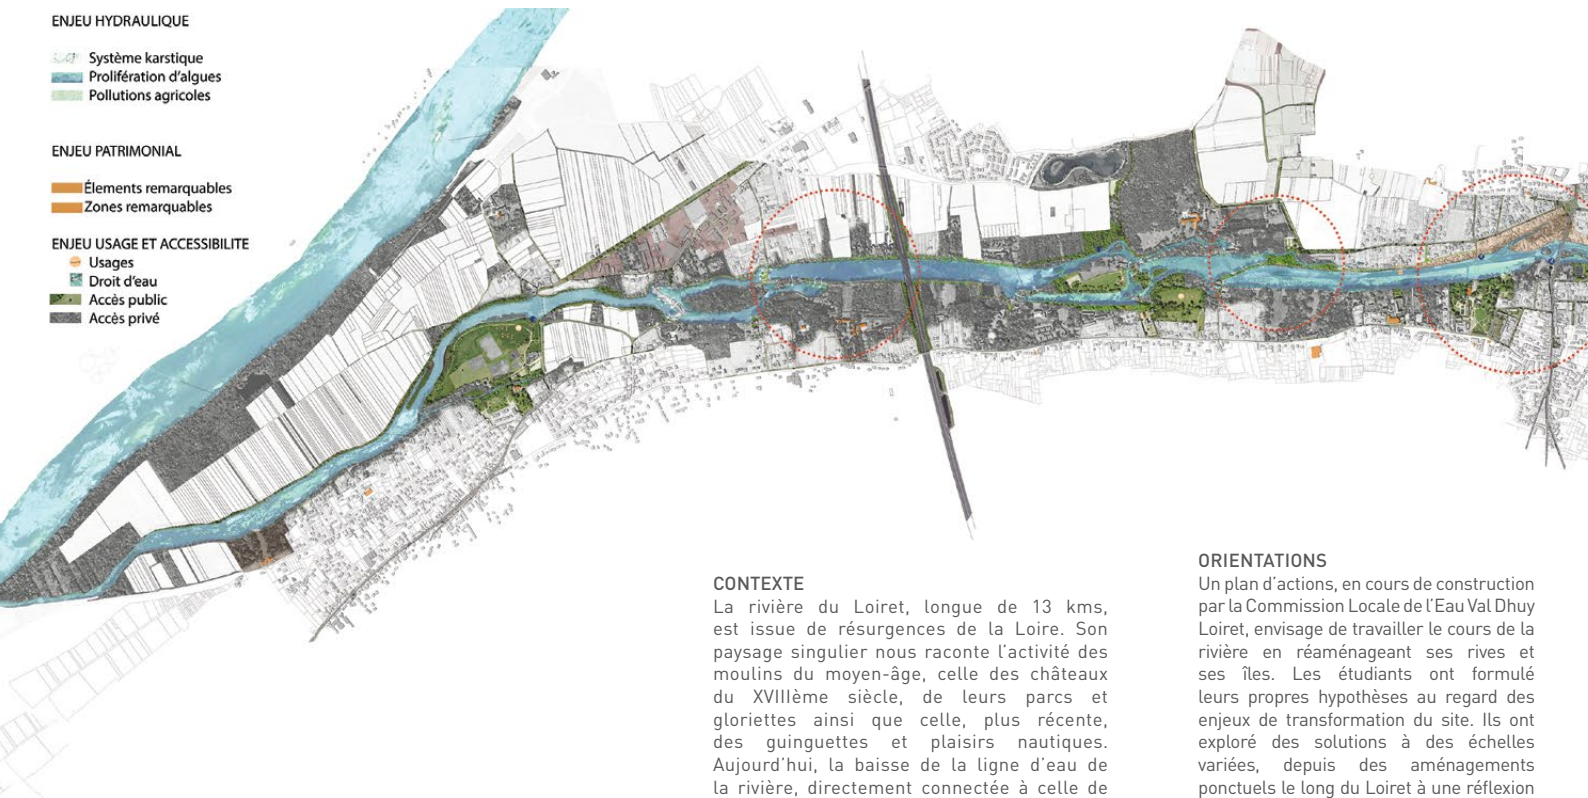 ENJEU HYDRAULIQUE
Système karstique
Prolifération d'algues
Pollutions agricoles
ENJEU PATRIMONIAL
Élements remarquables
Zones remarquables
ENJEU USAGE ET ACCESSIBILITE
Usages
Droit d'eau
Accès public
Accès privé
CONTEXTE
La rivière du Loiret, longue de 13 kms,
est issue de résurgences de la Loire. Son
paysage singulier nous raconte l'activité des
moulins du moyen-âge, celle des châteaux
du XVIIIème siècle, de leurs parcs et
gloriettes ainsi que celle, plus récente,
des guinguettes et plaisirs nautiques.
Aujourd'hui, la baisse de la ligne d'eau de
la rivière, directement connectée à celle de
ORIENTATIONS
Un plan d'actions, en cours de construction
par la Commission Locale de l'Eau Val Dhuy
Loiret, envisage de travailler le cours de la
rivière en réaménageant ses rives et
ses îles. Les étudiants ont formulé
leurs propres hypothèses au regard des
enjeux de transformation du site. Ils ont
exploré des solutions à des échelles
variées, depuis des aménagements
ponctuels le long du Loiret à une réflexion